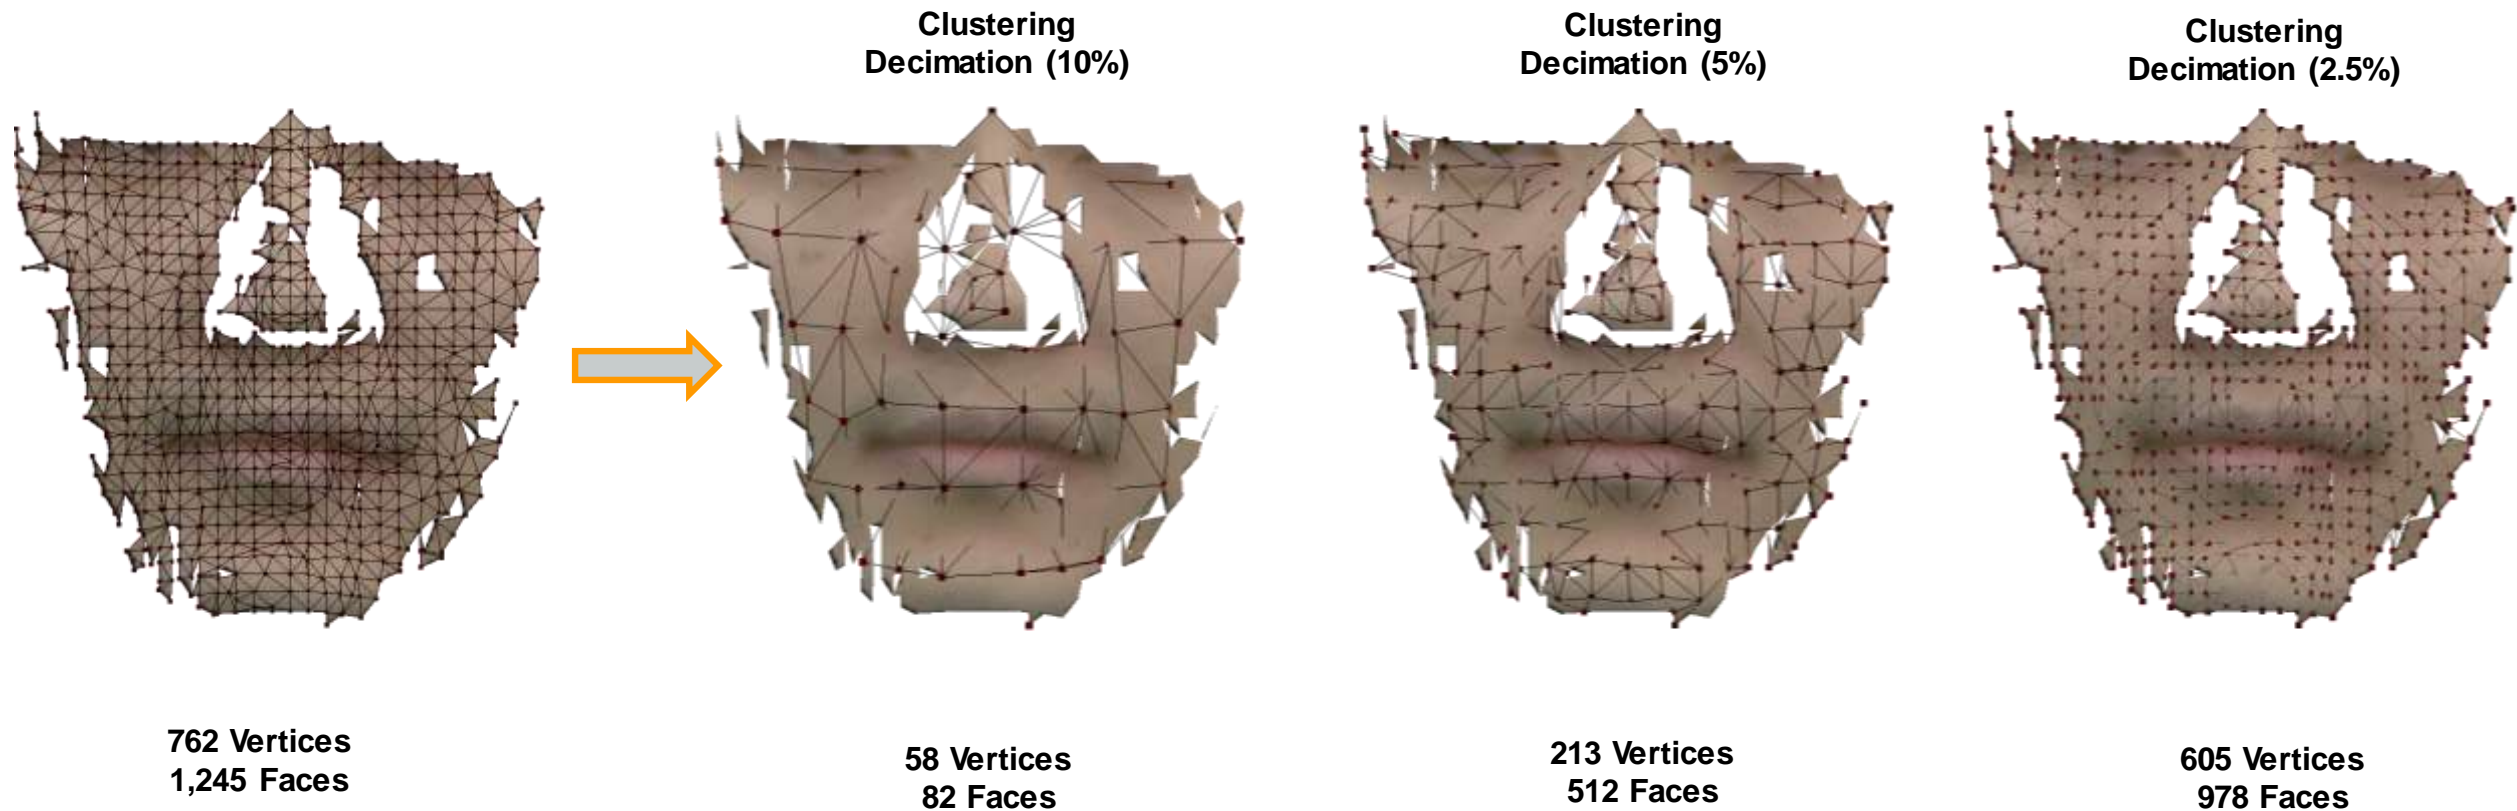 Clustering
Decimation (10%)
Clustering
Decimation (5%)
Clustering
Decimation (2.5%)
762 Vertices
1,245 Faces
58 Vertices
82 Faces
213 Vertices
512 Faces
605 Vertices
978 Faces